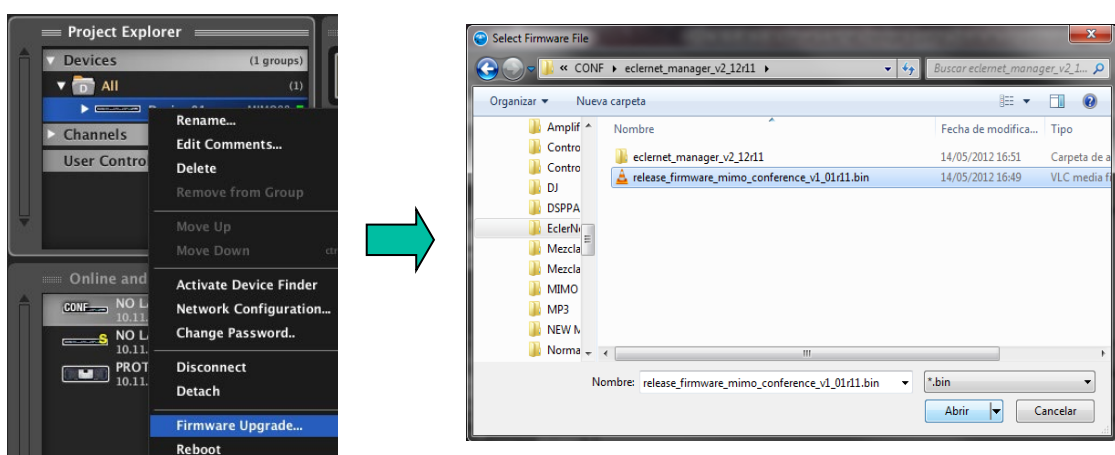 Project Explorer
Devices (1 groups)
All (1)
Channels
User Contro
Rename...
Edit Comments...
Delete
Remove from Group
Move Up
Move Down
Activate Device Finder
Network Configuration...
Change Password..
Disconnect
Detach
Firmware Upgrade...
Reboot
Online and
CONF NO L
10.11.
S NO L
10.11.
PROT
10.11.
Select Firmware File
« CONF eclernet_manager_v2_12r11
Buscar eclernet_manager_v2_1...
Organizar Nueva carpeta
Nombre Fecha de modifica... Tipo
Amplif
Contro
Contro
DJ
DSPPA
EclerN
Mezcla
Mezcla
MIMO
MP3
NEW M
Norma
eclernet_manager_v2_12r11 14/05/2012 16:51 Carpeta de a
release_firmware_mimo_conference_v1_01r11.bin 14/05/2012 16:49 VLC media fi
Nombre: release_firmware_mimo_conference_v1_01r11.bin *.bin
Abrir Cancelar